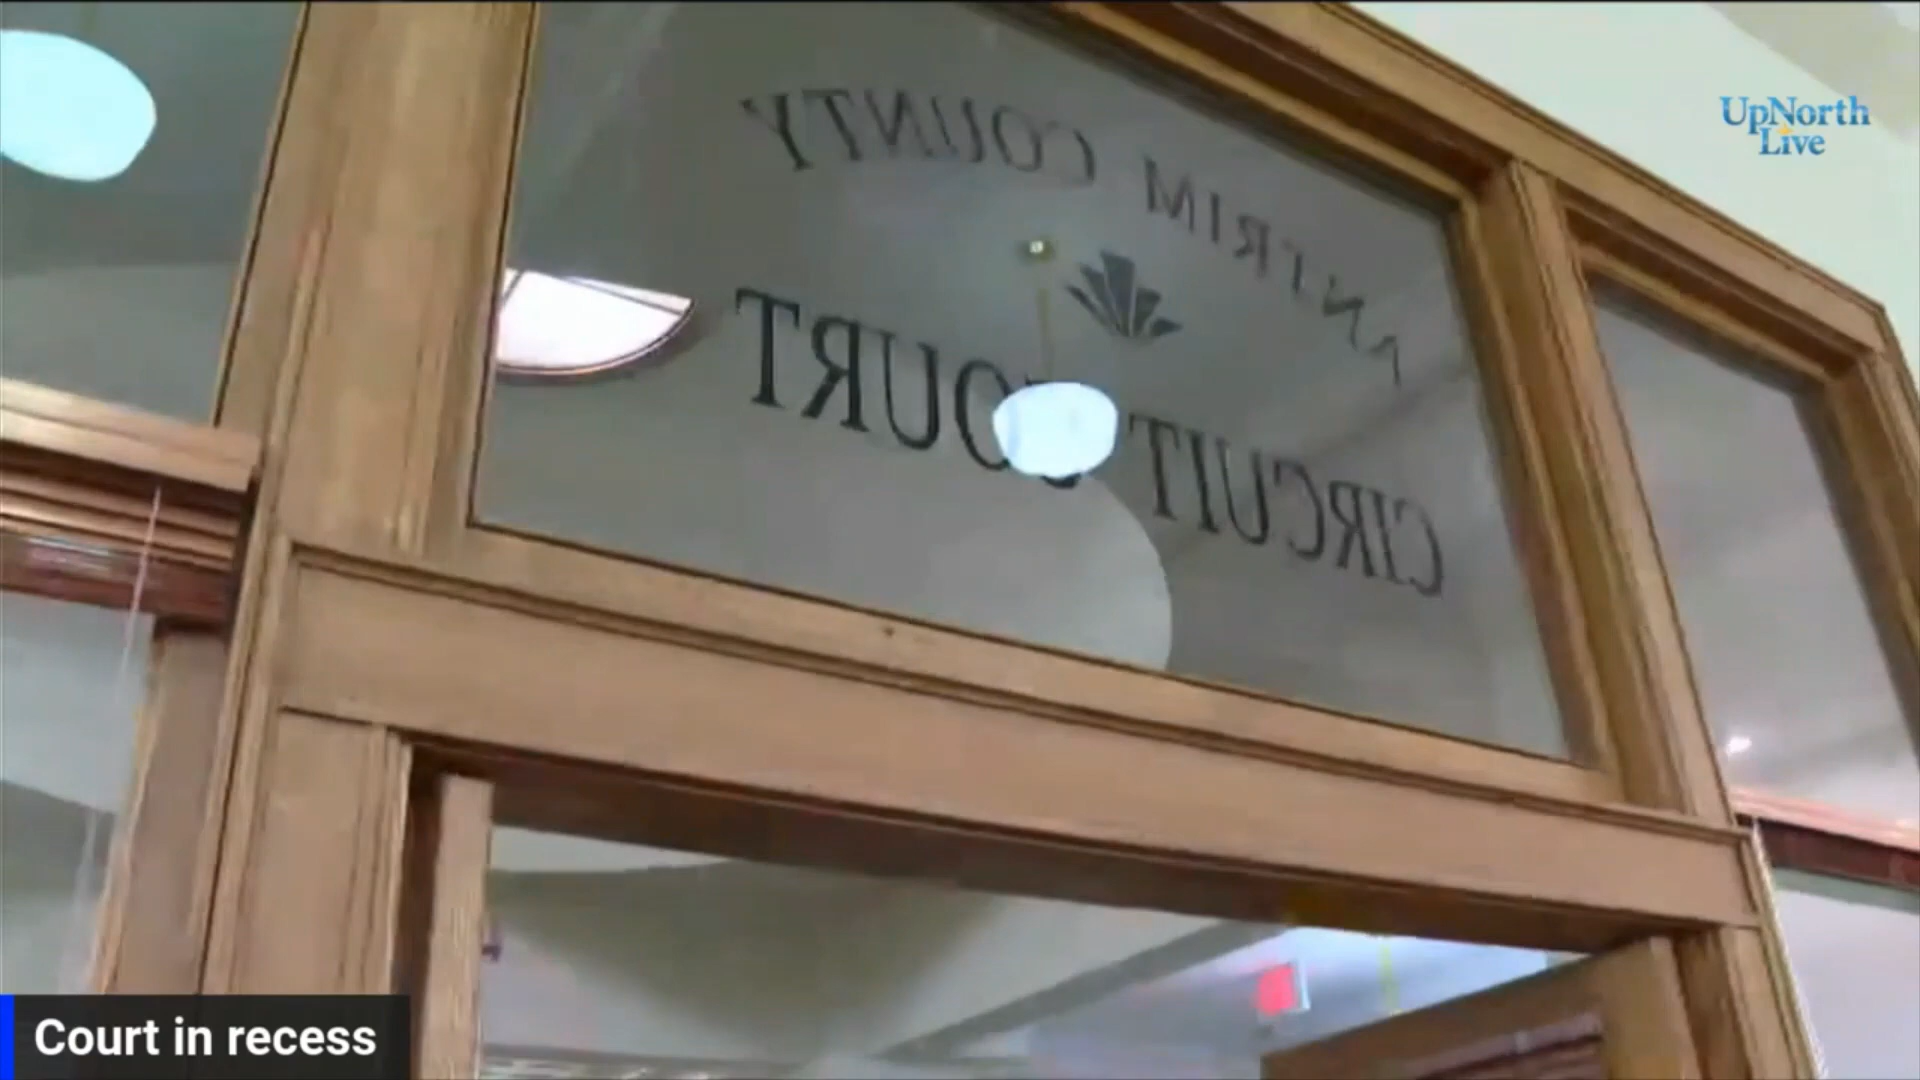 UpNorth
Live
ANTRIM COUNTY
CIRCUIT COURT
Court in recess